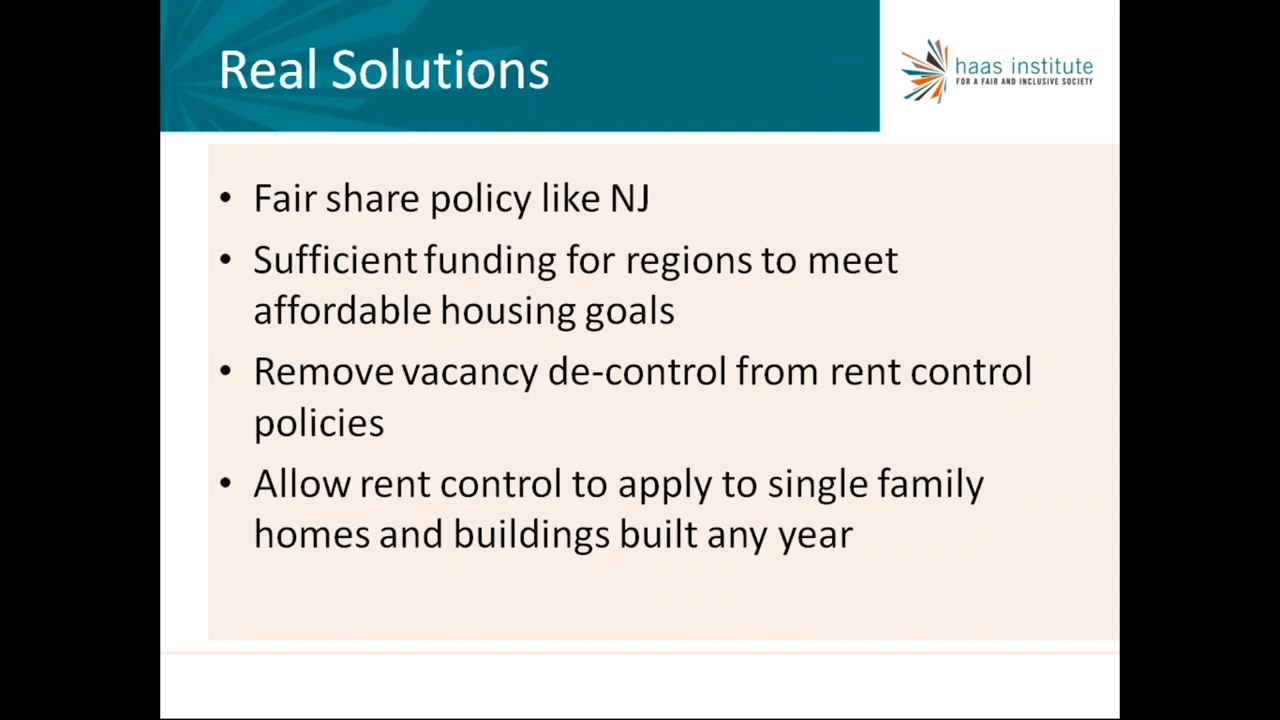 Real Solutions
haas institute
FOR A FAIR AND INCLUSIVE SOCIETY
• Fair share policy like NJ
• Sufficient funding for regions to meet
affordable housing goals
• Remove vacancy de-control from rent control
policies
• Allow rent control to apply to single family
homes and buildings built any year